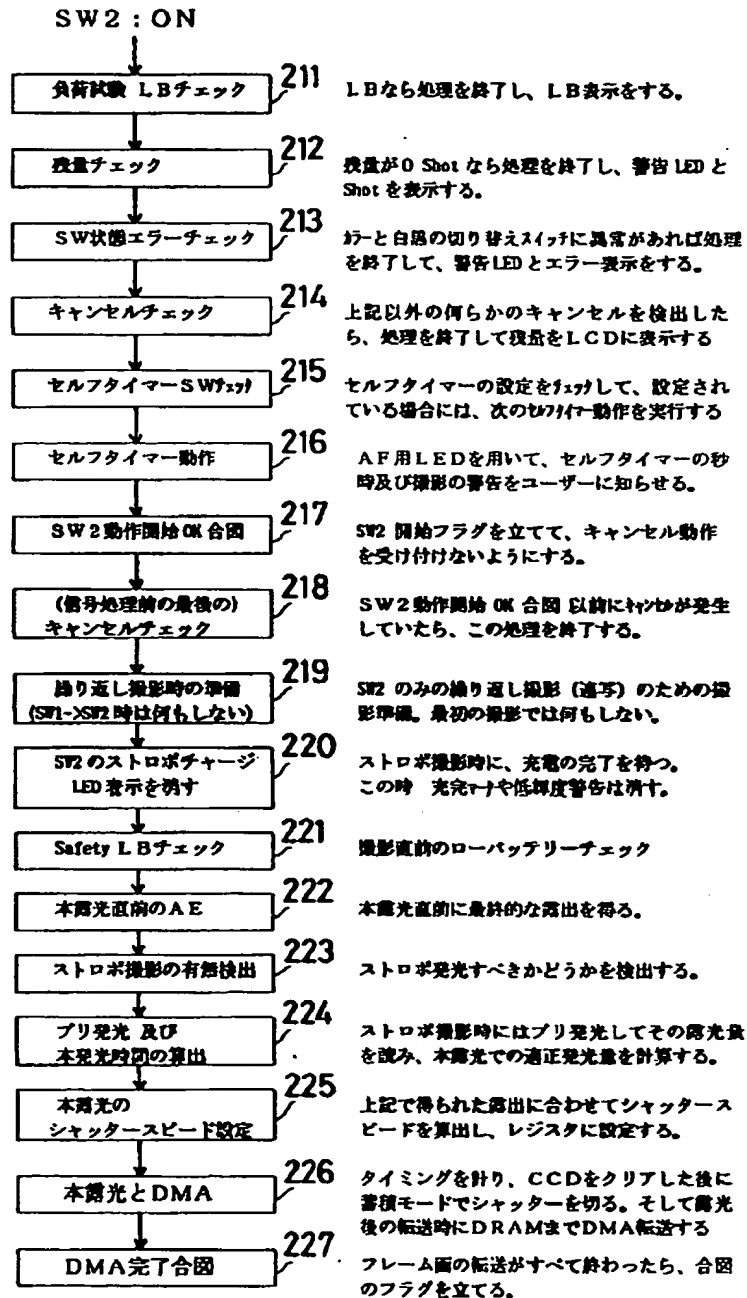 SW2:ON
負荷試験 LBチェック
211
LBなら処理を終了し、LB表示をする。
残量チェック
212
残量が0 Shot なら処理を終了し、警告 LED と
Shot を表示する。
SW状態エラーチェック
213
カラーと白黒の切り替えスイッチに異常があれば処理
を終了して、警告LEDとエラー表示をする。
キャンセルチェック
214
上記以外の何らかのキャンセルを検出した
ら、処理を終了して残量をLCDに表示する
セルフタイマーSWチェック
215
セルフタイマーの設定をチェックして、設定され
ている場合には、次のセルフタイマー動作を実行する
セルフタイマー動作
216
AF用LEDを用いて、セルフタイマーの秒
時及び撮影の警告をユーザーに知らせる。
SW2動作開始 OK 合図
217
SW2 開始フラグを立てて、キャンセル動作
を受け付けないようにする。
(信号処理前の最後の)
キャンセルチェック
218
SW2動作開始 OK 合図 以前にキャンセルが発生
していたら、この処理を終了する。
繰り返し撮影時の準備
(SW1->SW2 時は何もしない)
219
SW2 のみの繰り返し撮影 (連写) のための撮
影準備。最初の撮影では何もしない。
SW2 のストロボチャージ
LED 表示を消す
220
ストロボ撮影時に、充電の完了を待つ。
この時 充完マークや低輝度警告は消す。
Safety LBチェック
221
撮影直前のローバッテリーチェック
本露光直前のAE
222
本露光直前に最終的な露出を得る。
ストロボ撮影の有無検出
223
ストロボ発光すべきかどうかを検出する。
プリ発光 及び
本発光時間の算出
224
ストロボ撮影時にはプリ発光してその露光量
を読み、本露光での適正発光量を計算する。
本露光の
シャッタースピード設定
225
上記で得られた露出に合わせてシャッタース
ピードを算出し、レジスタに設定する。
本露光とDMA
226
タイミングを計り、CCDをクリアした後に
蓄積モードでシャッターを切る。そして露光
後の転送時にDRAMまでDMA転送する
DMA完了合図
227
フレーム画の転送がすべて終わったら、合図
のフラグを立てる。